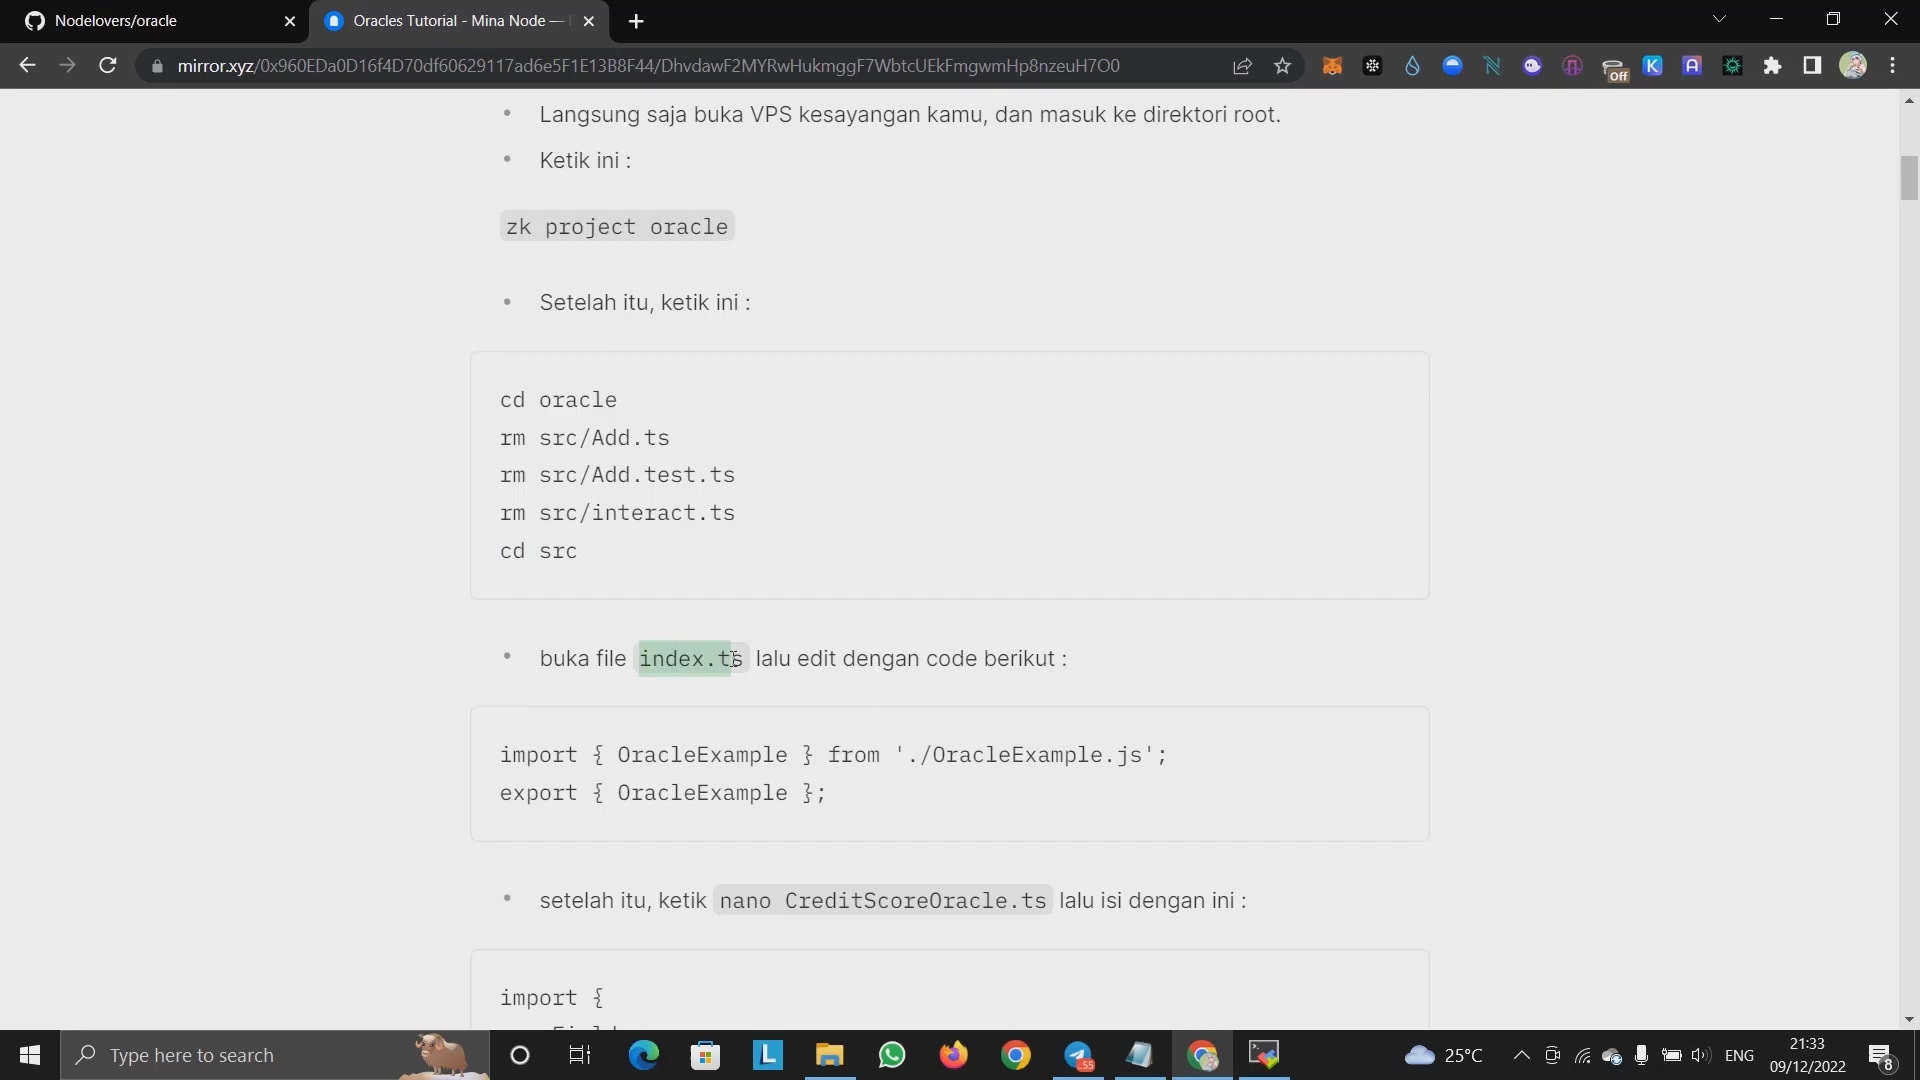 Nodelovers/oracle
Oracles Tutorial - Mina Node —
mirror.xyz/0x960EDa0D16f4D70df60629117ad6e5F1E13B8F44/DhvdawF2MYRwHukmggF7WbtcUEkFmgwmHp8nzeuH7O0
Off
Langsung saja buka VPS kesayangan kamu, dan masuk ke direktori root.
Ketik ini :
zk project oracle
Setelah itu, ketik ini :
cd oracle
rm src/Add.ts
rm src/Add.test.ts
rm src/interact.ts
cd src
buka file index.ts lalu edit dengan code berikut :
import { OracleExample } from './OracleExample.js';
export { OracleExample };
setelah itu, ketik nano CreditScoreOracle.ts lalu isi dengan ini :
import {
Field
Type here to search
L
55
25°C
ENG
21:33
09/12/2022
8